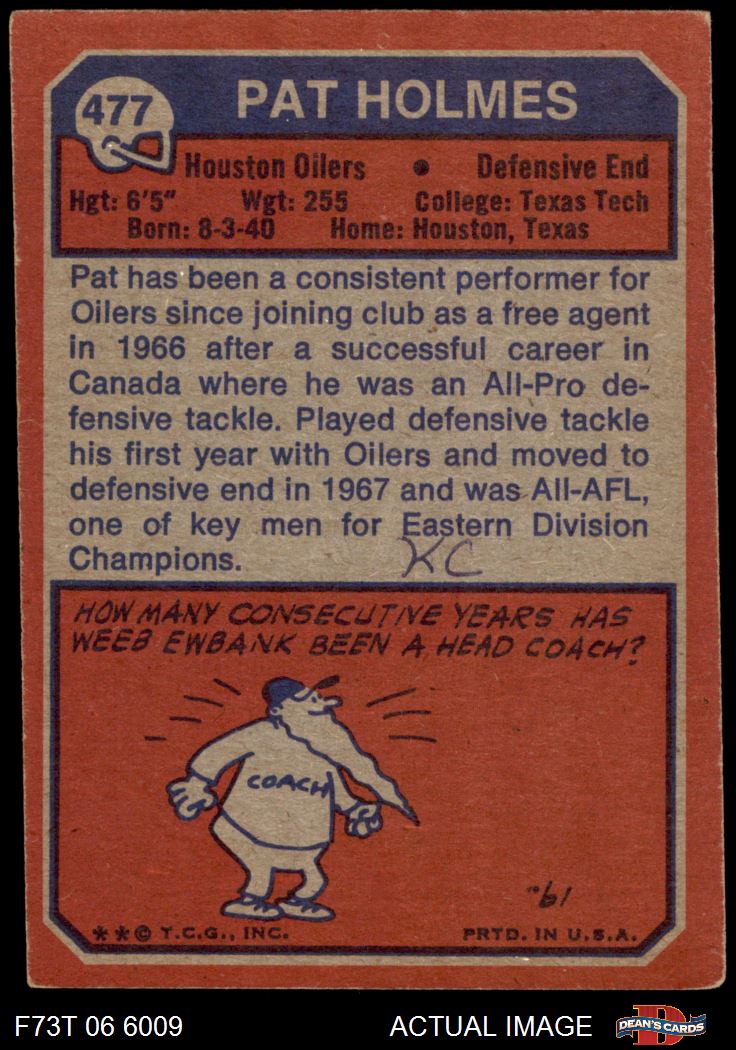 477
PAT HOLMES
Houston Oilers • Defensive End
Hgt: 6'5" Wgt: 255 College: Texas Tech
Born: 8-3-40 Home: Houston, Texas
Pat has been a consistent performer for
Oilers since joining club as a free agent
in 1966 after a successful career in
Canada where he was an All-Pro de-
fensive tackle. Played defensive tackle
his first year with Oilers and moved to
defensive end in 1967 and was All-AFL,
one of key men for Eastern Division
Champions.
KC
HOW MANY CONSECUTIVE YEARS HAS
WEEB EWBANK BEEN A HEAD COACH?
COACH
19.
**© T.C.G., INC. PRTD. IN U.S.A.
F73T 06 6009 ACTUAL IMAGE
D
DEAN'S CARDS